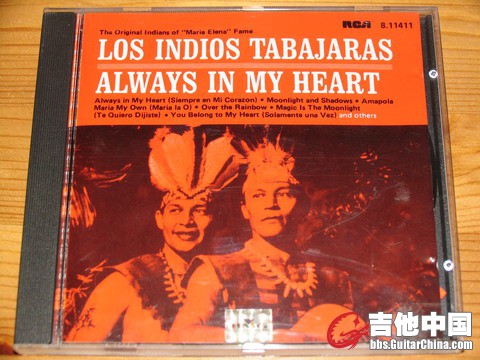 The Original Indians of "Maria Elena" Fame
RCA 8.11411
LOS INDIOS TABAJARAS
ALWAYS IN MY HEART
Always in My Heart (Siempre en Mi Corazon) • Moonlight and Shadows • Amapola
Maria My Own (Maria la O) • Over the Rainbow • Magic Is The Moonlight
(Te Quiero Dijiste) • You Belong to My Heart (Solamente una Vez) and others
吉他中国
bbs.GuitarChina.com